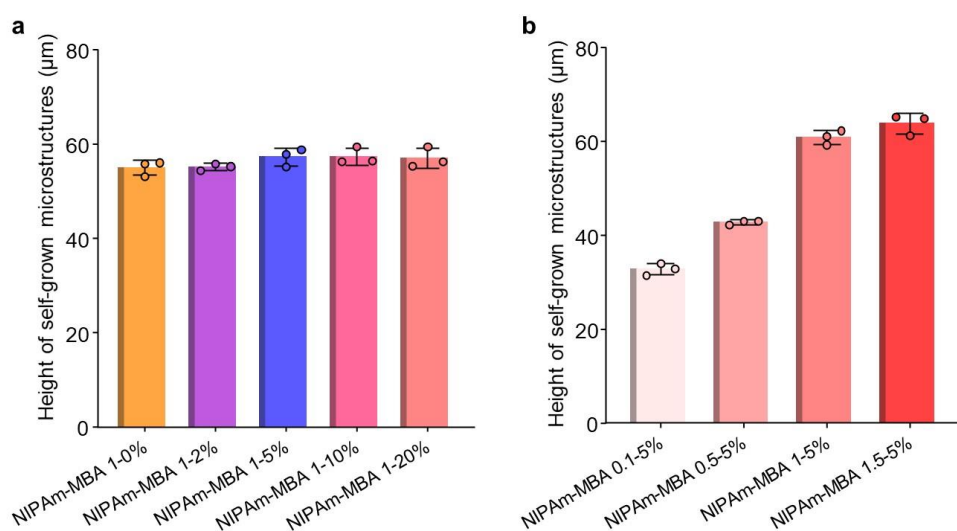 a
Height of self-grown microstructures (μm)
80
60
40
20
0
NIPAm-MBA 1-0%
NIPAm-MBA 1-2%
NIPAm-MBA 1-5%
NIPAm-MBA 1-10%
NIPAm-MBA 1-20%
b
Height of self-grown microstructures (μm)
80
60
40
20
0
NIPAm-MBA 0.1-5%
NIPAm-MBA 0.5-5%
NIPAm-MBA 1-5%
NIPAm-MBA 1.5-5%